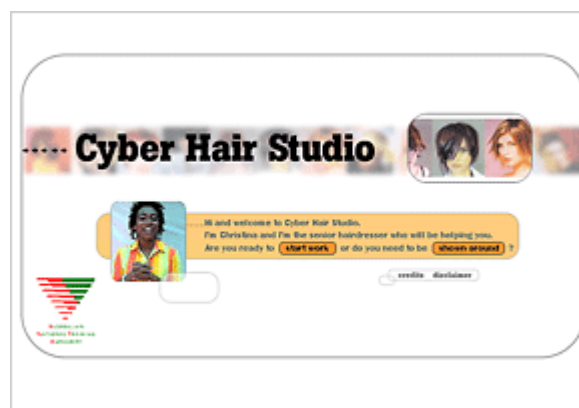 Cyber Hair Studio
Hi and welcome to Cyber Hair Studio.
I'm Christina and I'm the senior hairdresser who will be helping you.
Are you ready to start work or do you need to be shown around ?
credits disclaimer